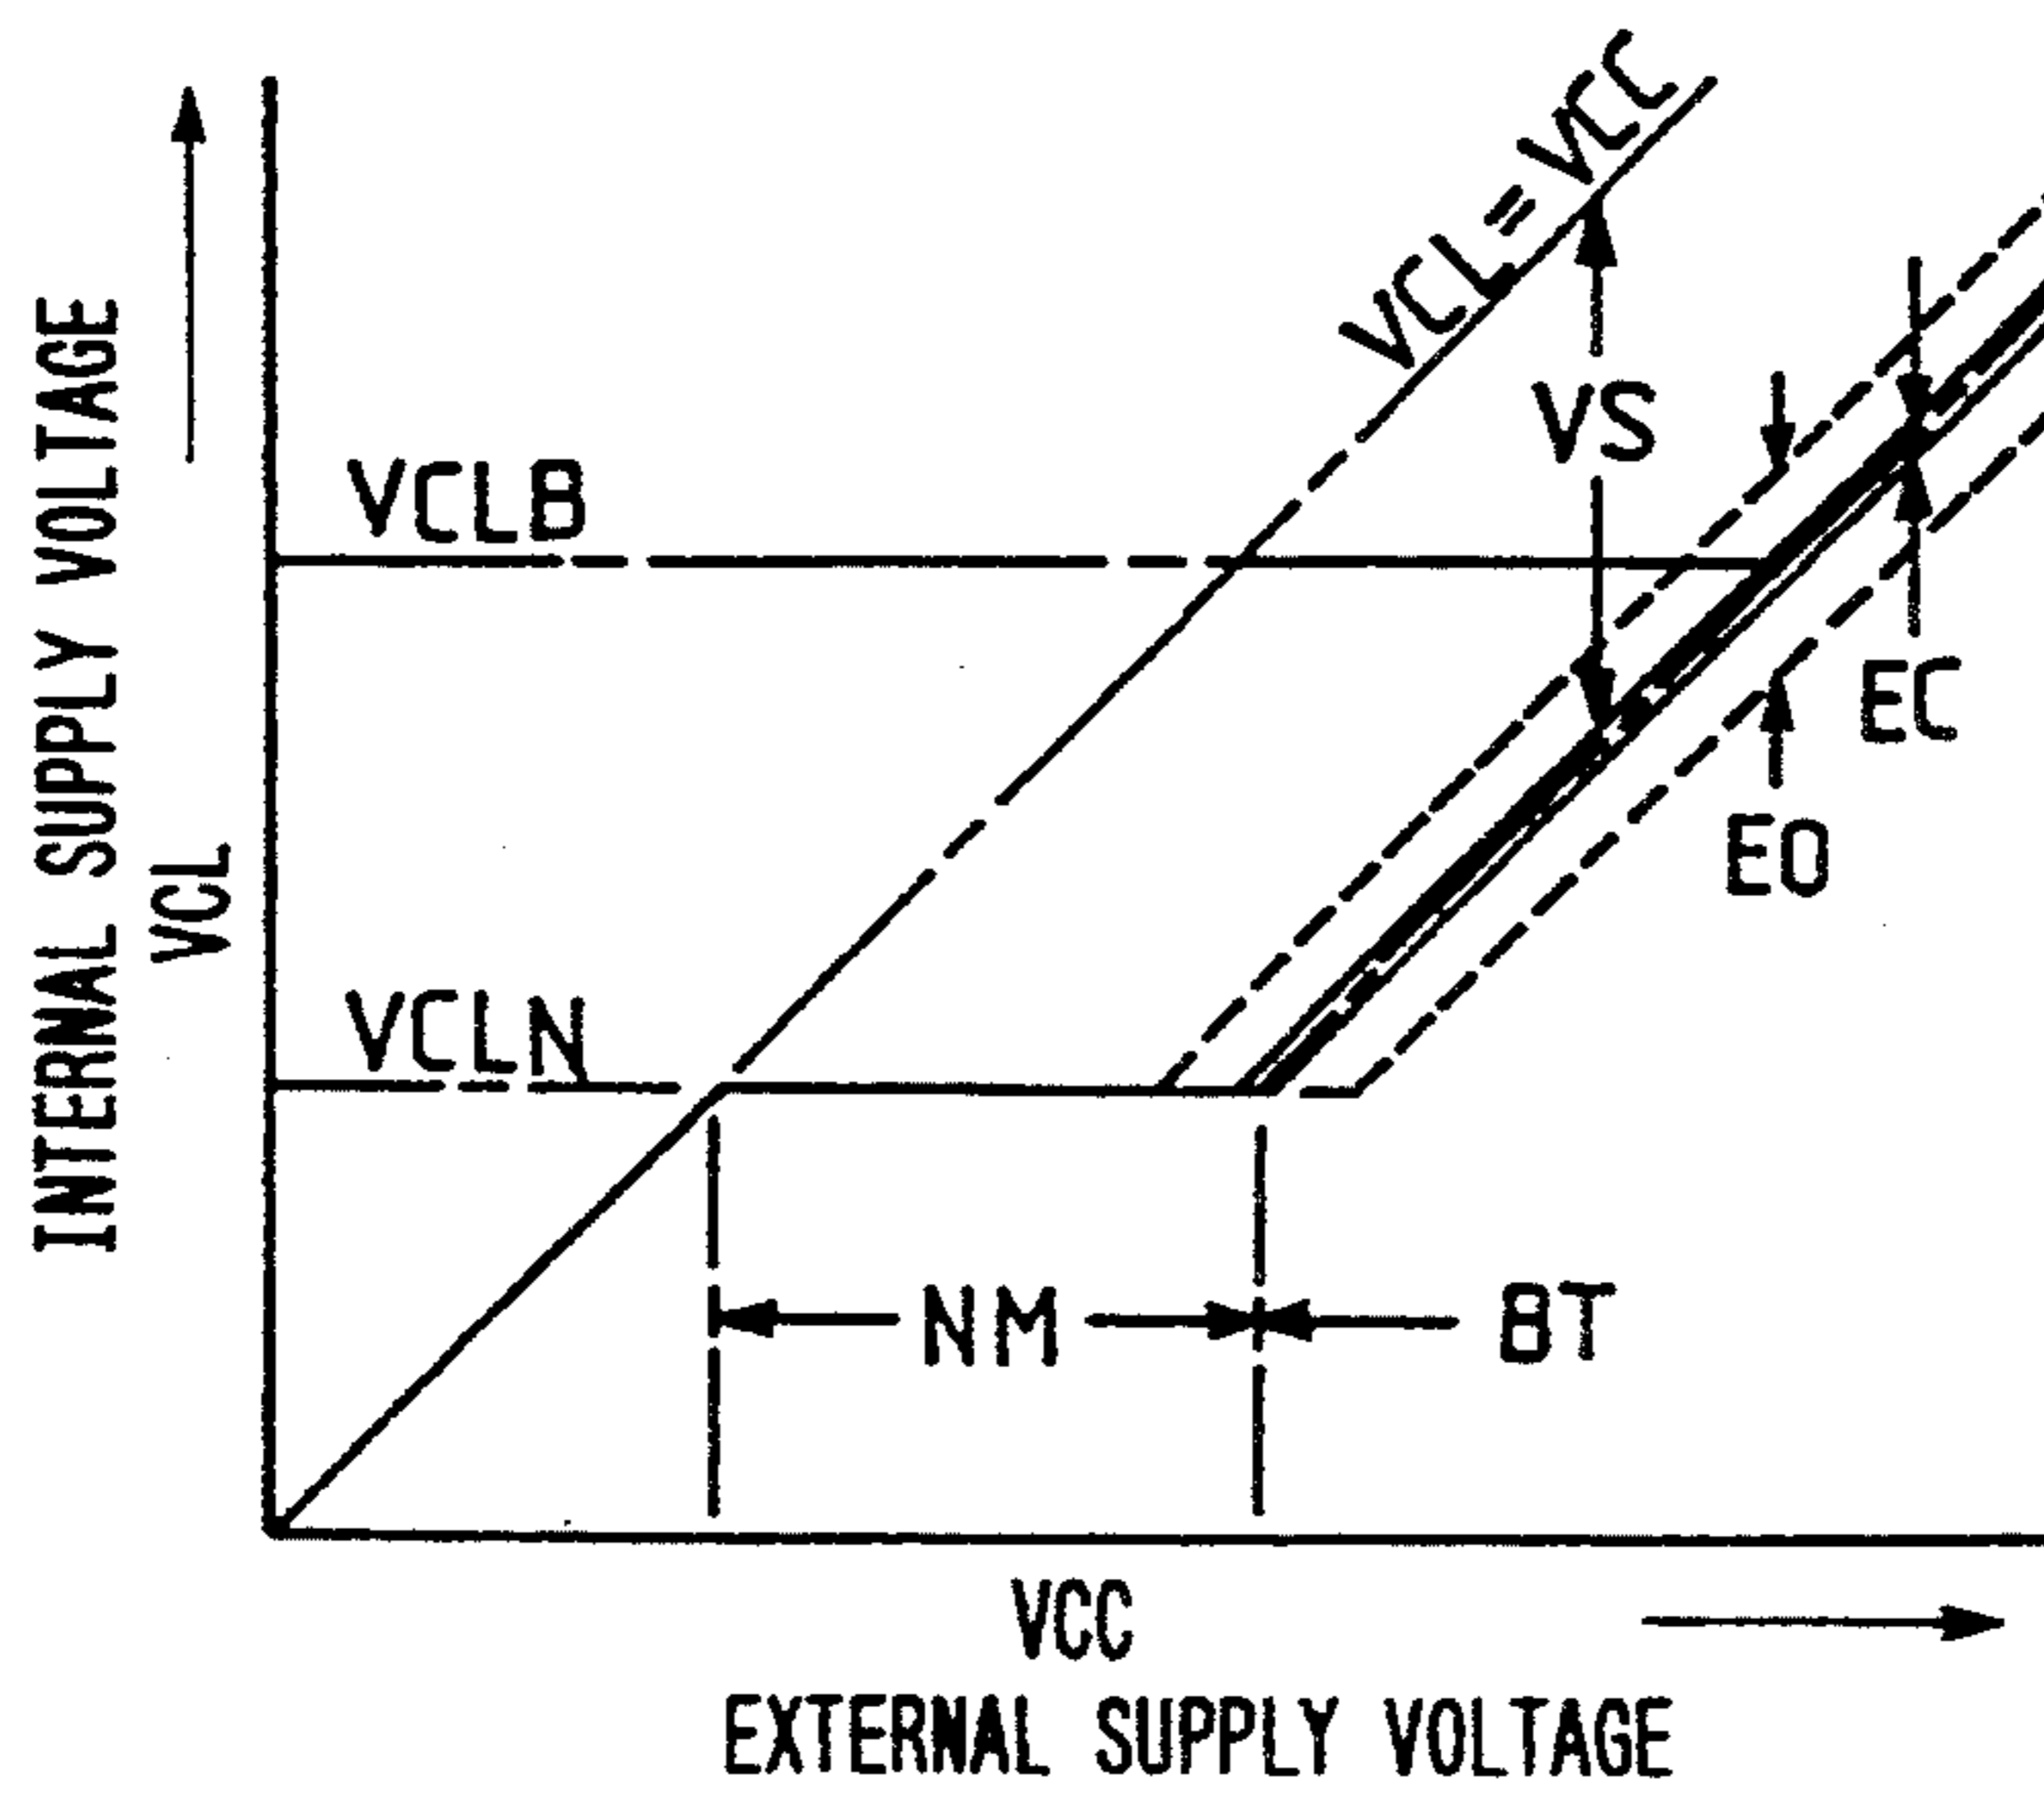 VCL=VCC
VS
VCLB
EC
EO
INTERNAL SUPPLY VOLTAGE
VCL
VCLN
NM
BT
VCC
EXTERNAL SUPPLY VOLTAGE